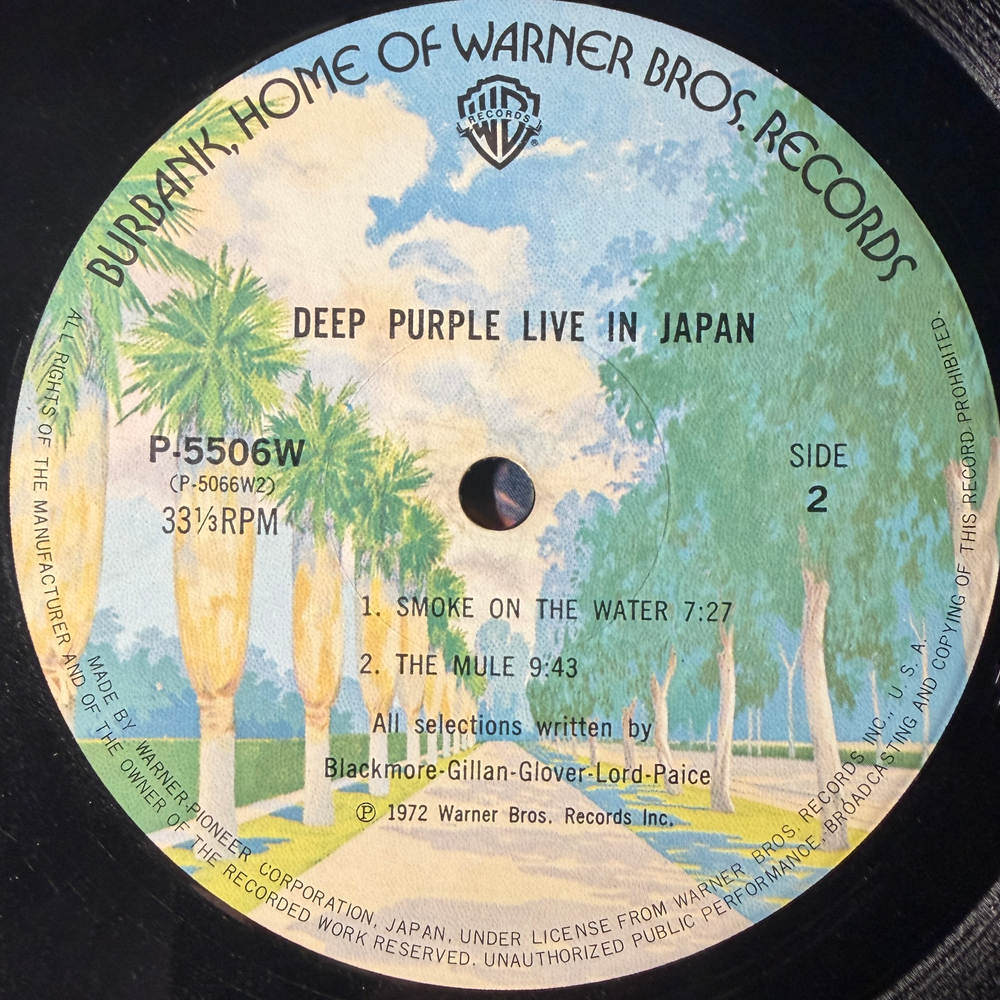 BURBANK, HOME OF WARNER BROS. RECORDS
WB
RECORDS
®
DEEP PURPLE LIVE IN JAPAN
P-5506W
(P-5066W2)
33⅓RPM
SIDE
2
1. SMOKE ON THE WATER 7:27
2. THE MULE 9:43
All selections written by
Blackmore-Gillan-Glover-Lord-Paice
Ⓟ 1972 Warner Bros. Records Inc.
MADE BY WARNER-PIONEER CORPORATION, JAPAN, UNDER LICENSE FROM WARNER BROS. RECORDS INC., U. S. A.
ALL RIGHTS OF THE MANUFACTURER AND OF THE OWNER OF THE RECORDED WORK RESERVED. UNAUTHORIZED PUBLIC PERFORMANCE, BROADCASTING AND COPYING OF THIS RECORD PROHIBITED.